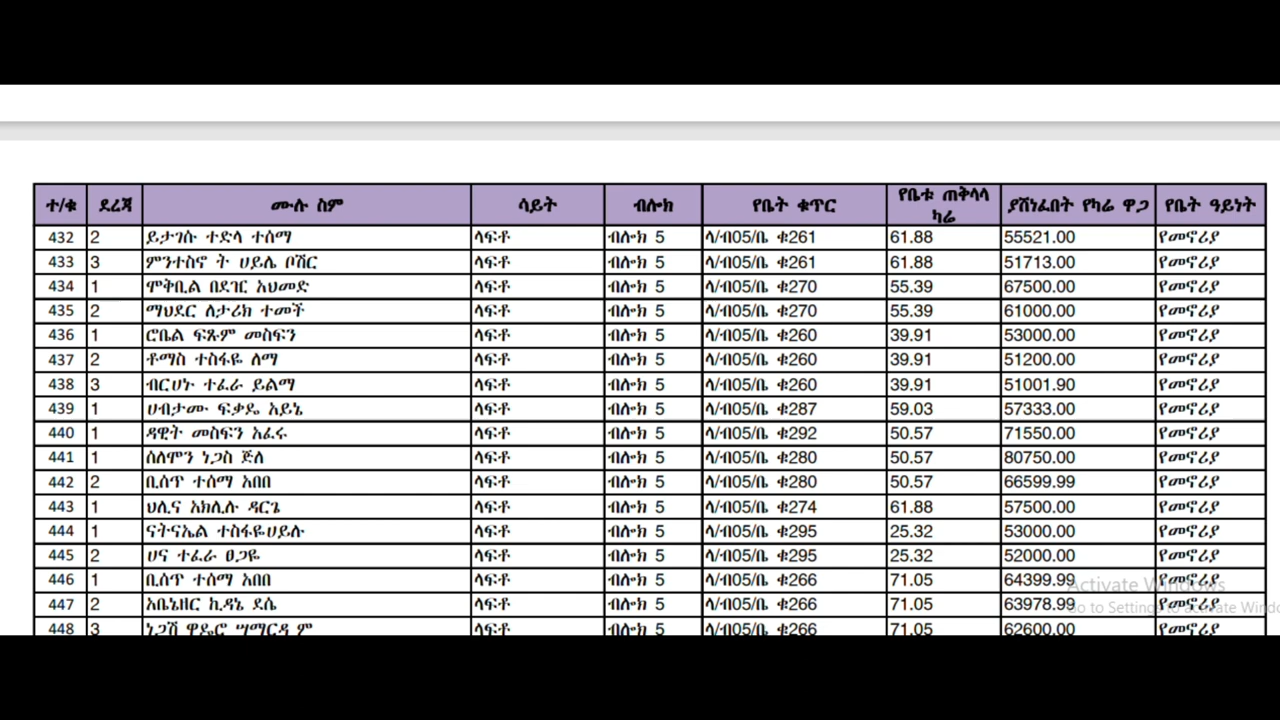 ተ/ቁ ደረጃ ሙሉ ስም ሳይት ብሎክ የቤት ቁጥር የቤቱ ጠቅላላ ካሬ ያሸነፈበት የካሬ ዋጋ የቤት ዓይነት
432 2 ይታገሱ ተድላ ተሰማ ላፍቶ ብሎክ 5 ላ/ብ05/ቤ ቁ261 61.88 55521.00 የመኖሪያ
433 3 ምንተስኖ ት ሀይሌ ቦሽር ላፍቶ ብሎክ 5 ላ/ብ05/ቤ ቁ261 61.88 51713.00 የመኖሪያ
434 1 ሞቅቢል በደገር አህመድ ላፍቶ ብሎክ 5 ላ/ብ05/ቤ ቁ270 55.39 67500.00 የመኖሪያ
435 2 ማህደር ለታሪክ ተመች ላፍቶ ብሎክ 5 ላ/ብ05/ቤ ቁ270 55.39 61000.00 የመኖሪያ
436 1 ሮቤል ፍጹም መስፍን ላፍቶ ብሎክ 5 ላ/ብ05/ቤ ቁ260 39.91 53000.00 የመኖሪያ
437 2 ቶማስ ተስፋዬ ለማ ላፍቶ ብሎክ 5 ላ/ብ05/ቤ ቁ260 39.91 51200.00 የመኖሪያ
438 3 ብርሀኑ ተፈራ ይልማ ላፍቶ ብሎክ 5 ላ/ብ05/ቤ ቁ260 39.91 51001.90 የመኖሪያ
439 1 ሀብታሙ ፍቃዴ አይኔ ላፍቶ ብሎክ 5 ላ/ብ05/ቤ ቁ287 59.03 57333.00 የመኖሪያ
440 1 ዳዊት መስፍን አፈሩ ላፍቶ ብሎክ 5 ላ/ብ05/ቤ ቁ292 50.57 71550.00 የመኖሪያ
441 1 ሰለሞን ነጋስ ጅለ ላፍቶ ብሎክ 5 ላ/ብ05/ቤ ቁ280 50.57 80750.00 የመኖሪያ
442 2 ቢሰጥ ተሰማ አበበ ላፍቶ ብሎክ 5 ላ/ብ05/ቤ ቁ280 50.57 66599.99 የመኖሪያ
443 1 ህሊና አክሊሉ ዳርጌ ላፍቶ ብሎክ 5 ላ/ብ05/ቤ ቁ274 61.88 57500.00 የመኖሪያ
444 1 ናትናኤል ተስፋዬሀይሉ ላፍቶ ብሎክ 5 ላ/ብ05/ቤ ቁ295 25.32 53000.00 የመኖሪያ
445 2 ሀና ተፈራ ፀጋዬ ላፍቶ ብሎክ 5 ላ/ብ05/ቤ ቁ295 25.32 52000.00 የመኖሪያ
446 1 ቢሰጥ ተሰማ አበበ ላፍቶ ብሎክ 5 ላ/ብ05/ቤ ቁ266 71.05 64399.99 የመኖሪያ
Activate Windows
447 2 አቤኔዘር ኪዳኔ ደሴ ላፍቶ ብሎክ 5 ላ/ብ05/ቤ ቁ266 71.05 63978.99 የመኖሪያ
Go to Settings to activate Windo
448 3 ነጋሽ ዋዴሮ ሣማርዳ ም ላፍቶ ብሎክ 5 ላ/ብ05/ቤ ቁ266 71.05 62600.00 የመኖሪያ